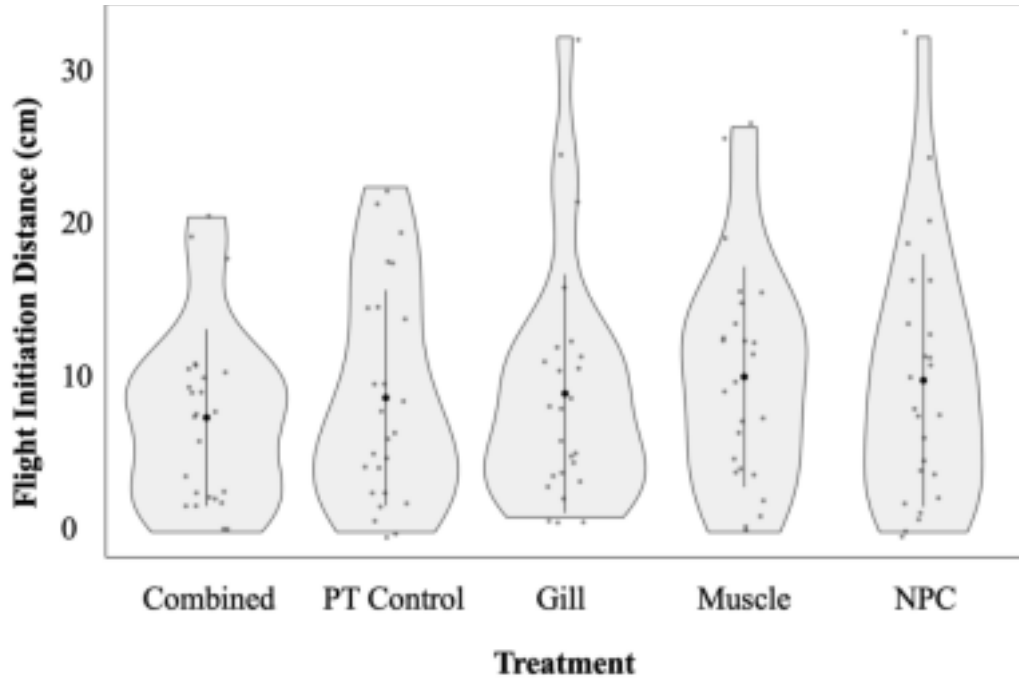 Flight Initiation Distance (cm)
30
20
10
0
Combined PT Control Gill Muscle NPC
Treatment